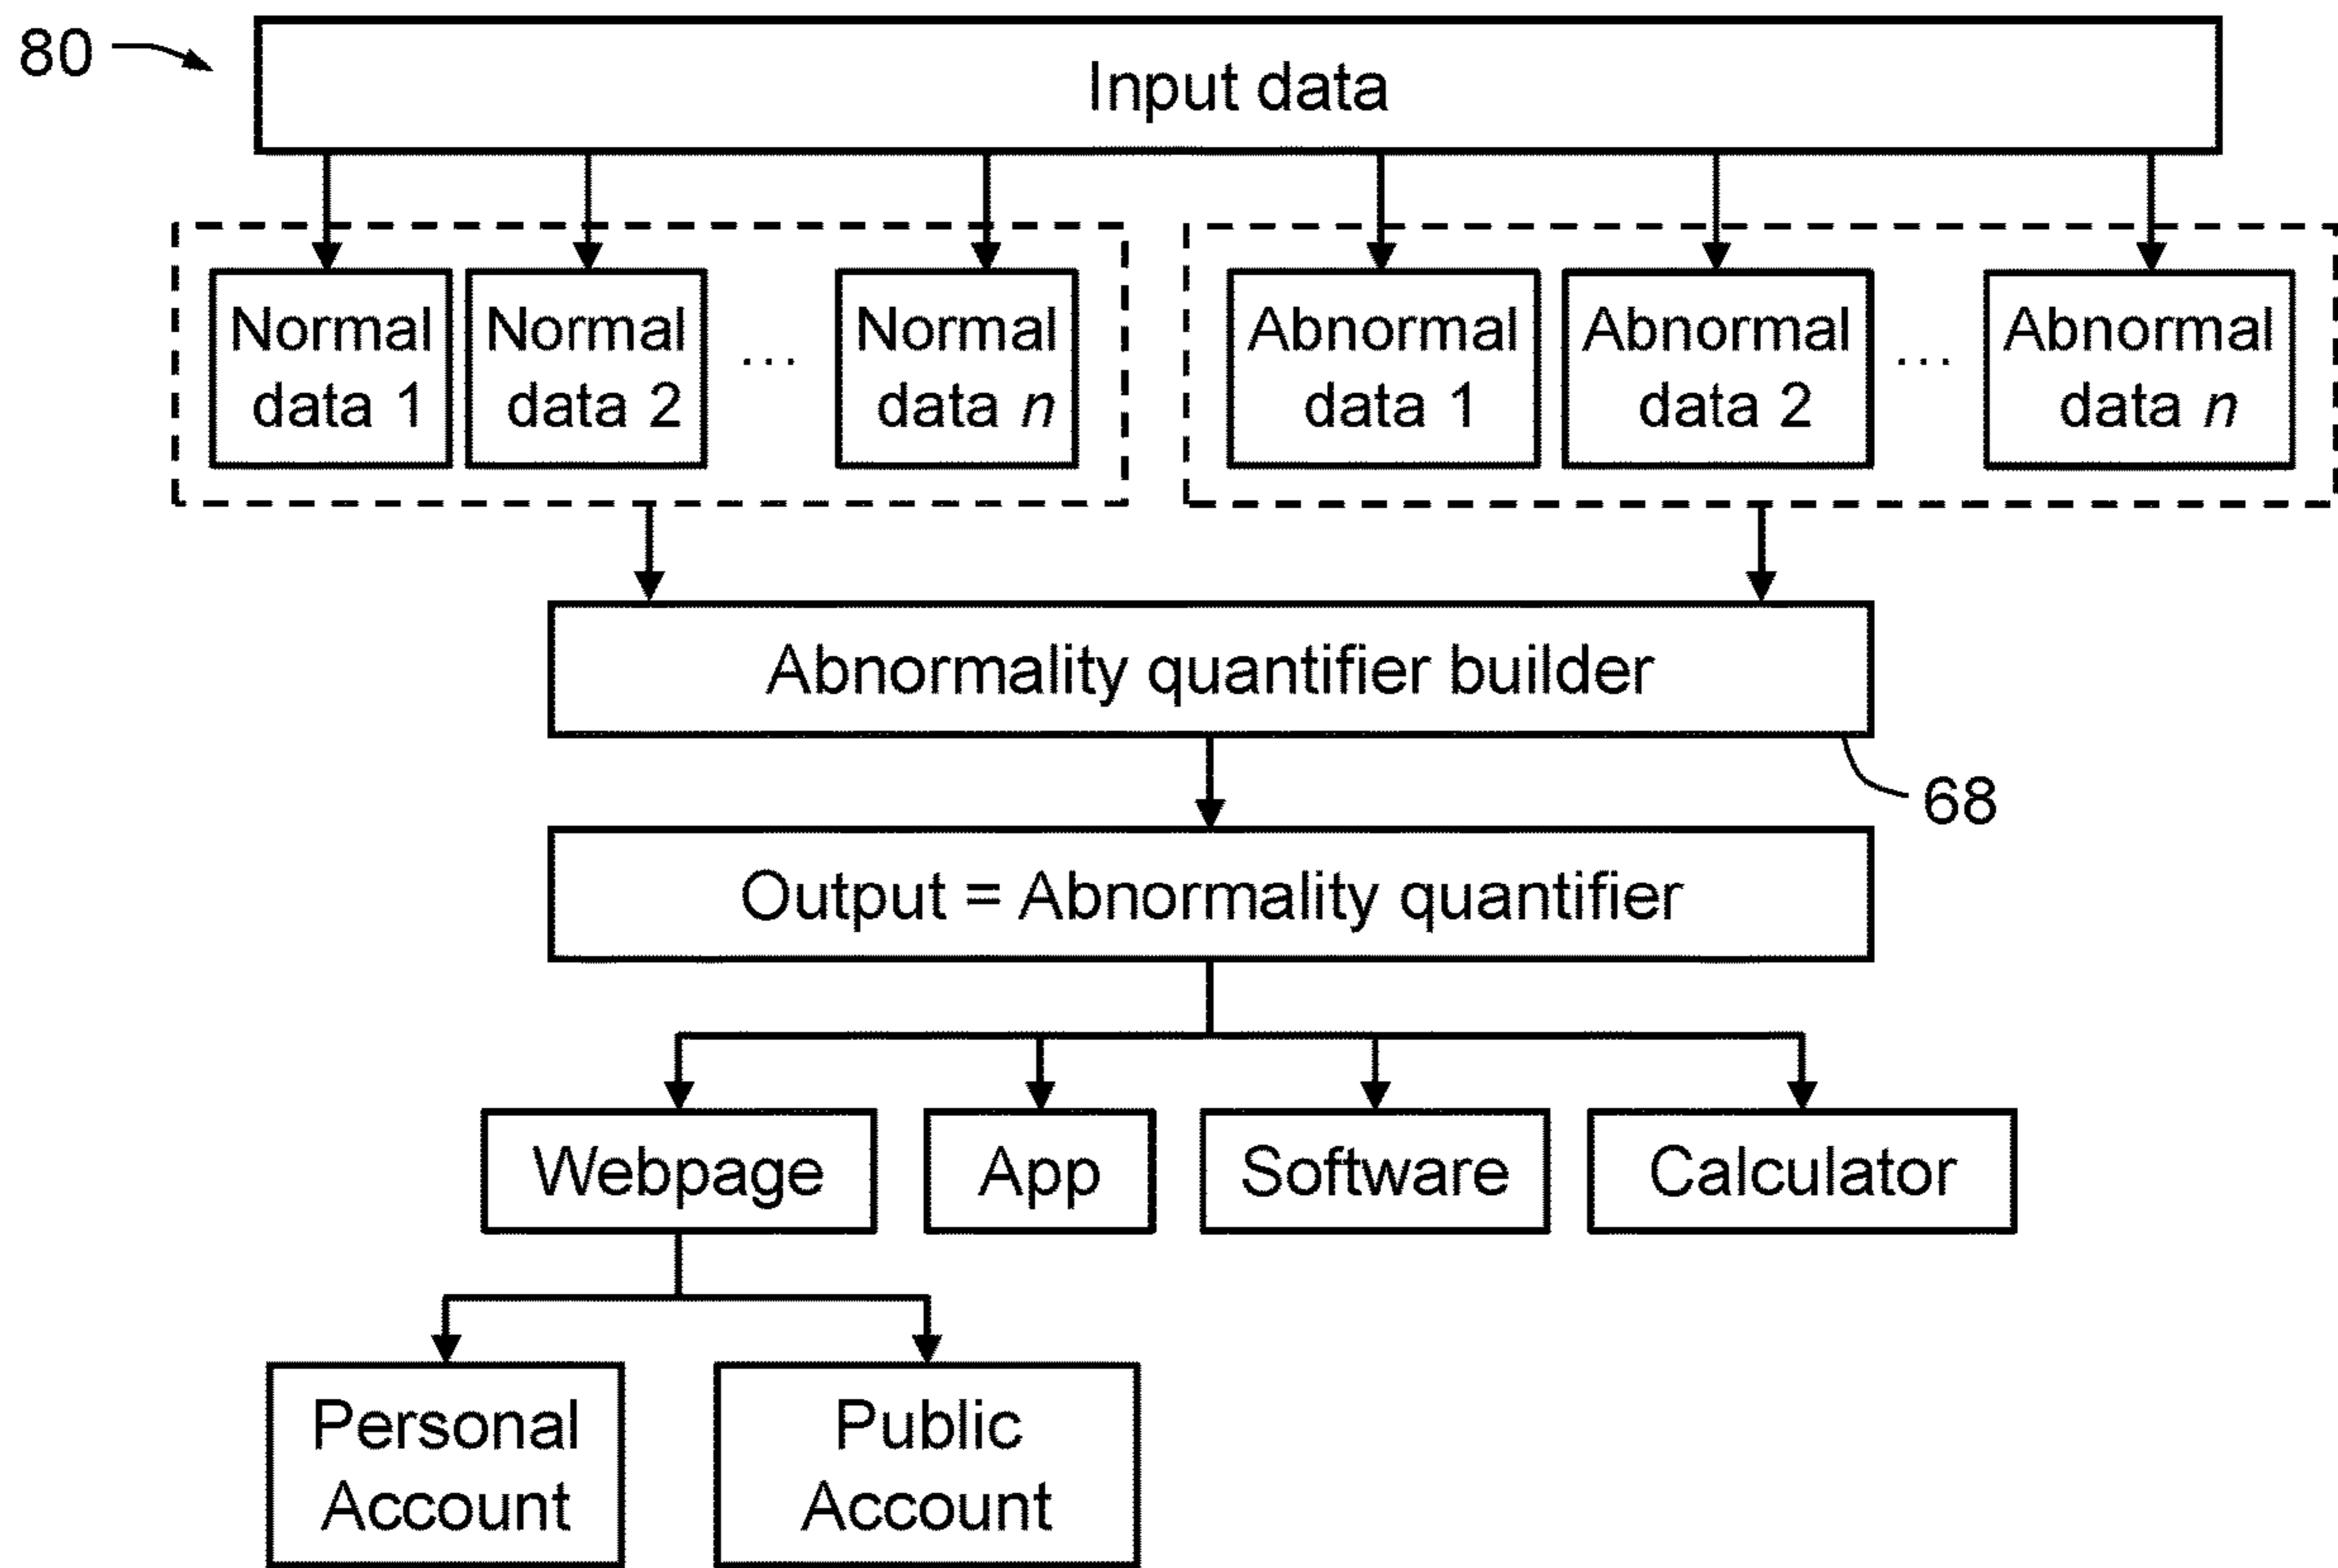 80
Input data
Normal data 1
Normal data 2
...
Normal data n
Abnormal data 1
Abnormal data 2
...
Abnormal data n
Abnormality quantifier builder
68
Output = Abnormality quantifier
Webpage
App
Software
Calculator
Personal
Account
Public
Account